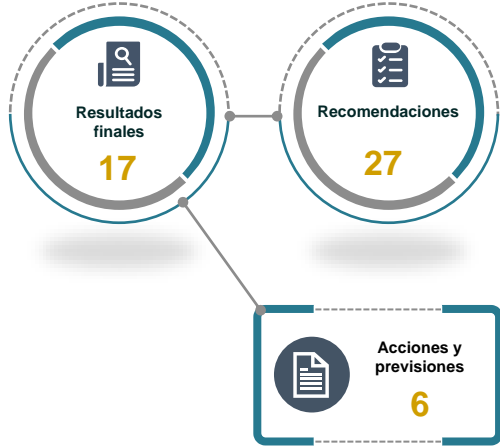 Resultados
finales
17
Recomendaciones
27
Acciones y
previsiones
6